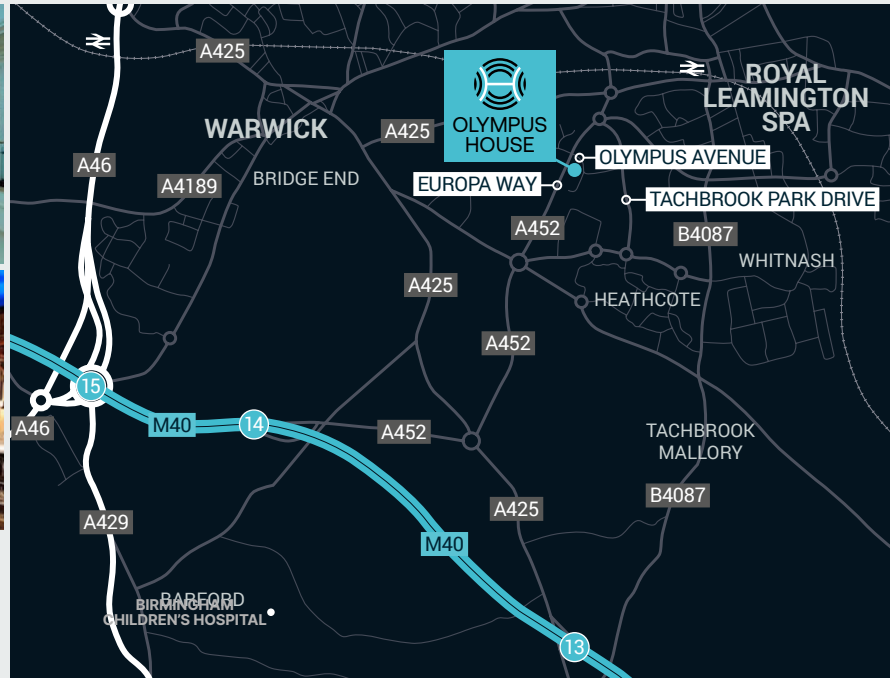 A425
ROYAL
LEAMINGTON
SPA
OLYMPUS
HOUSE
WARWICK
A425
A46
OLYMPUS AVENUE
BRIDGE END
A4189
EUROPA WAY
TACHBROOK PARK DRIVE
A452
B4087
WHITNASH
A425
HEATHCOTE
A452
15
M40
14
A46
A452
TACHBROOK
MALLORY
B4087
A425
A429
M40
BARFORD
BIRMINGHAM
CHILDREN'S HOSPITAL
13